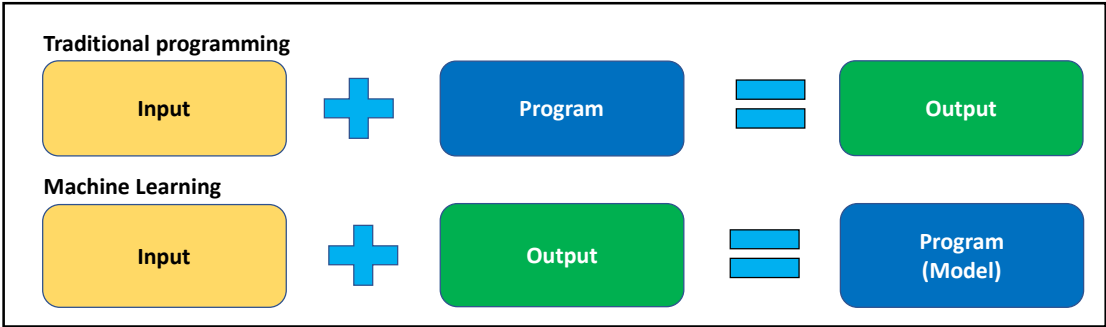 Traditional programming
Input
Program
Output
Machine Learning
Input
Output
Program
(Model)